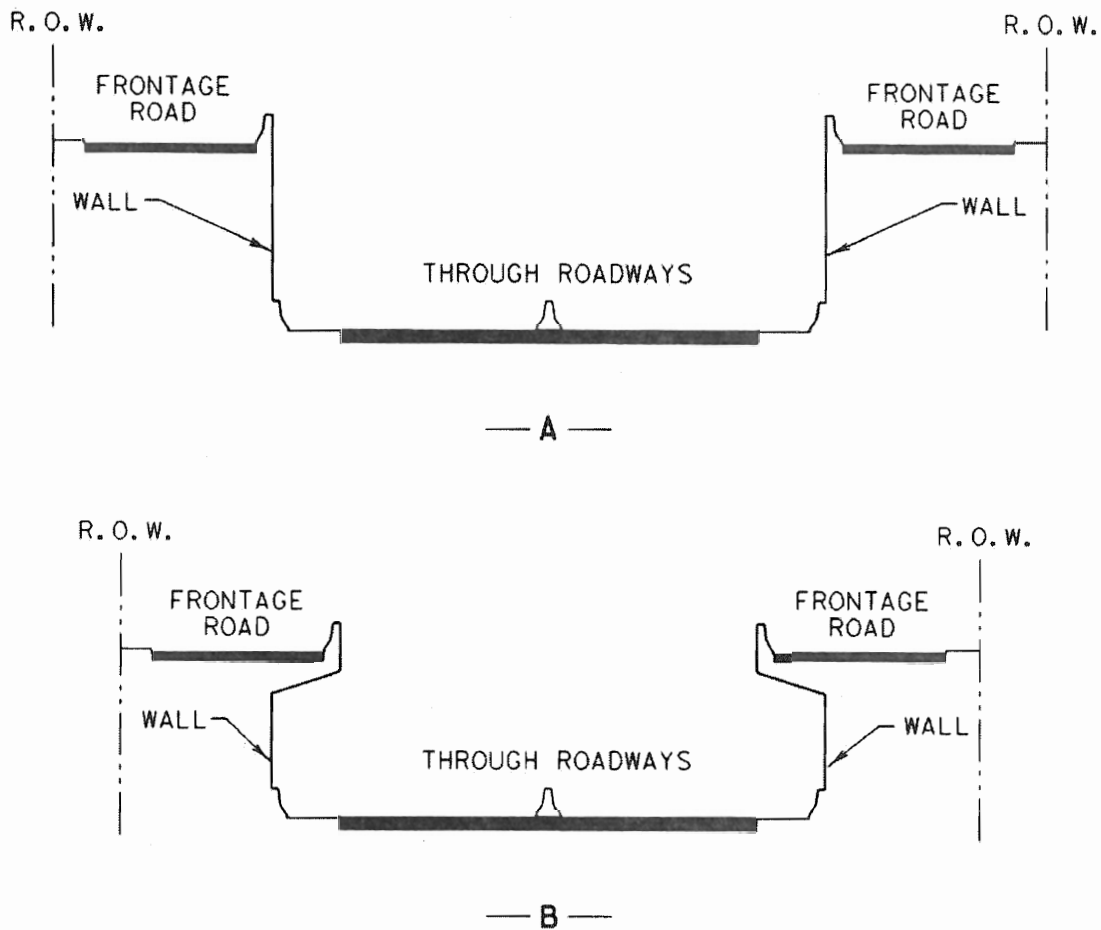 R.O.W.
R.O.W.
FRONTAGE
ROAD
FRONTAGE
ROAD
WALL
WALL
THROUGH ROADWAYS
— A —
R.O.W.
R.O.W.
FRONTAGE
ROAD
FRONTAGE
ROAD
WALL
WALL
THROUGH ROADWAYS
— B —